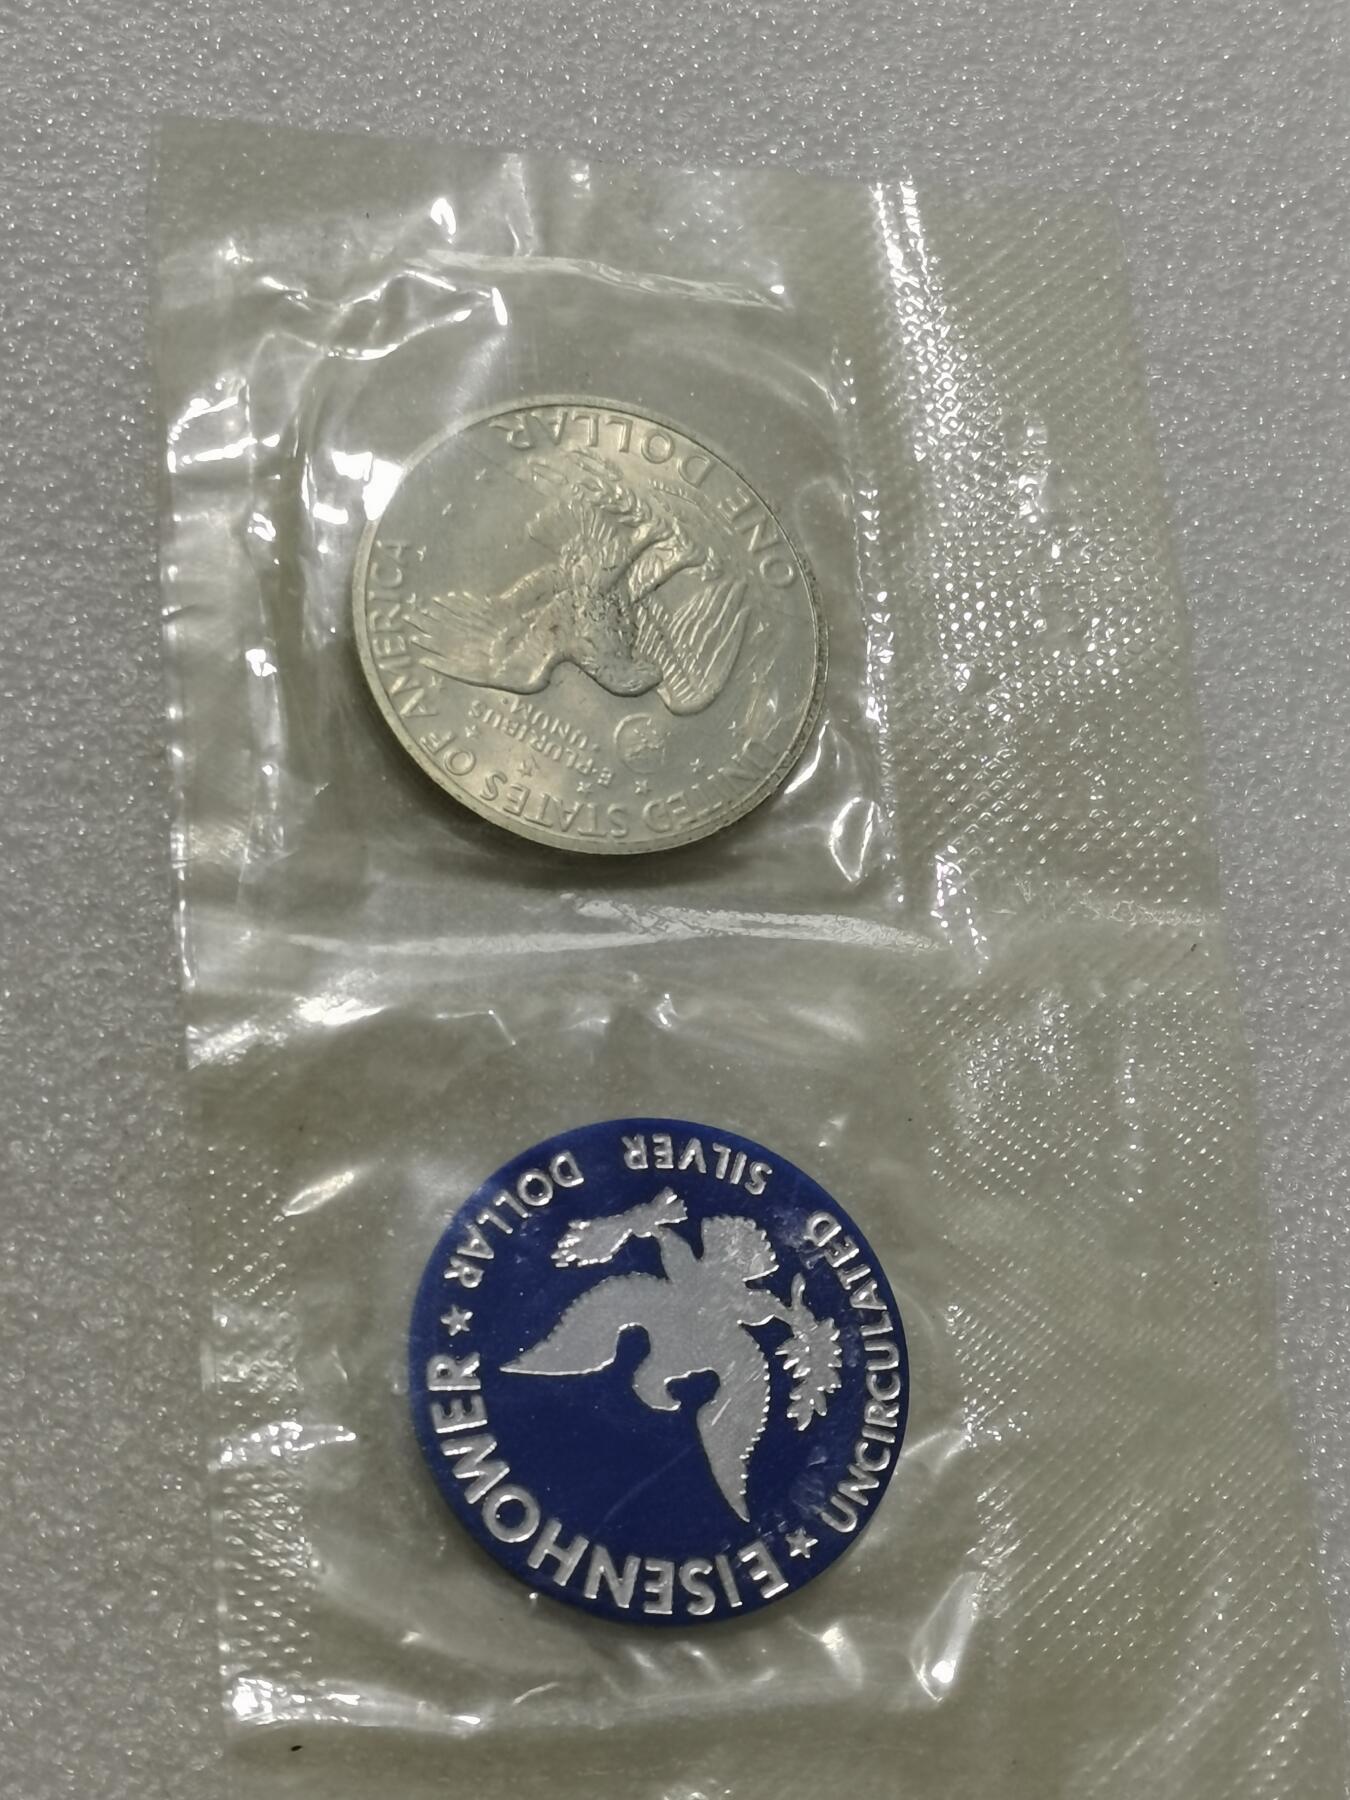 UNITED STATES OF AMERICA
E·PLURIBUS
UNUM·
ONE DOLLAR
EISENHOWER
★ UNCIRCULATED SILVER DOLLAR ★